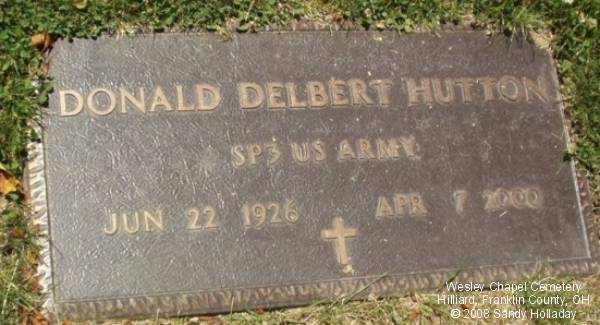 DONALD DELBERT HUTTON
SP3 US ARMY
JUN 22 1926 APR 7 2000
Wesley Chapel Cemetery
Hilliard, Franklin County, OH
© 2008 Sandy Holladay